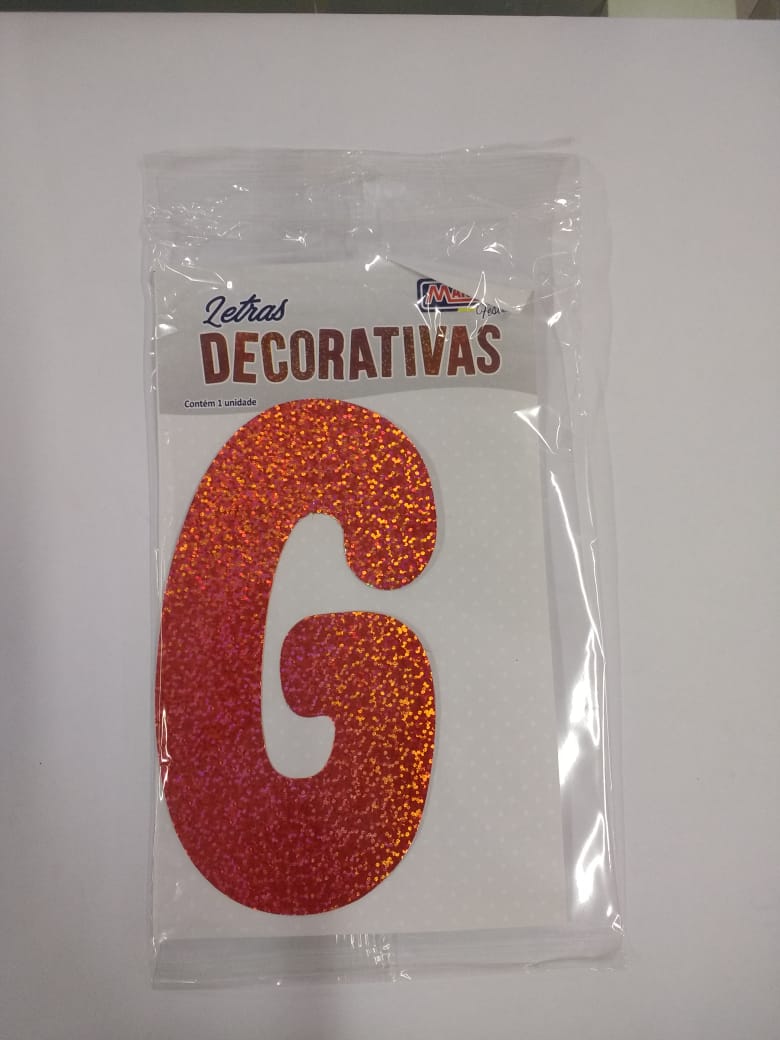 Letras
DECORATIVAS
Contém 1 unidade
G